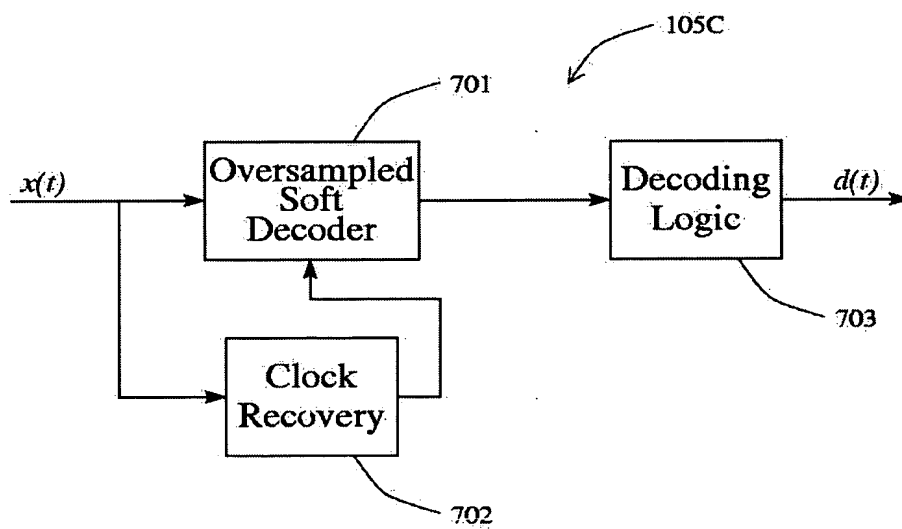 105C
701
x(t)
Oversampled
Soft
Decoder
Decoding
Logic
d(t)
703
Clock
Recovery
702